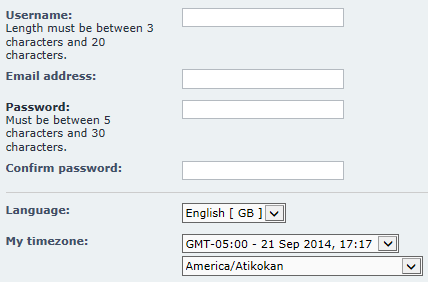 Username:
Length must be between 3
characters and 20
characters.
Email address:
Password:
Must be between 5
characters and 30
characters.
Confirm password:
Language:
English [ GB ]
My timezone:
GMT-05:00 - 21 Sep 2014, 17:17
America/Atikokan